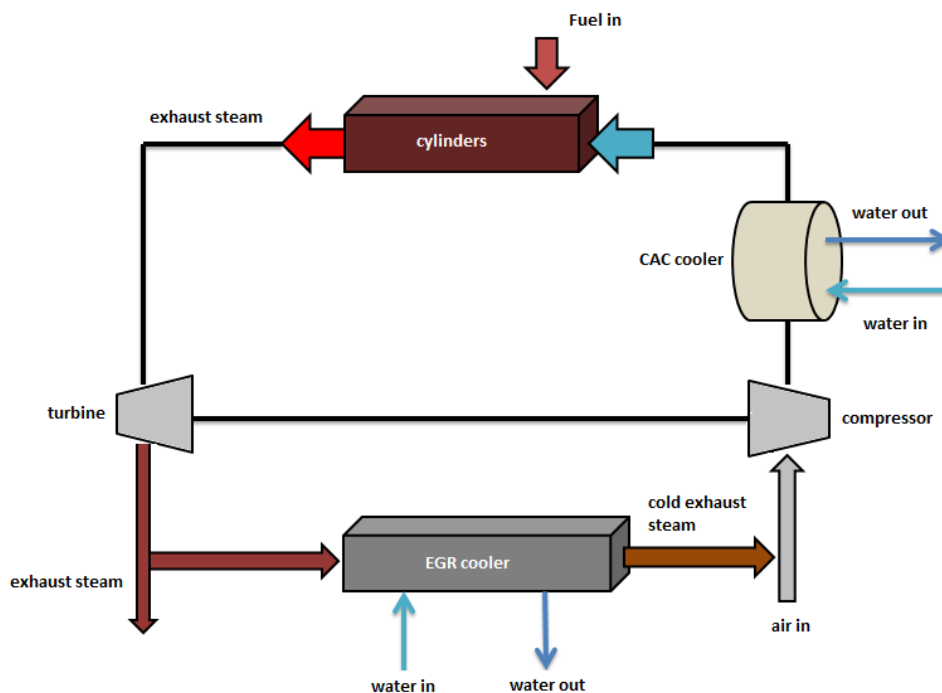 Fuel in
exhaust steam
cylinders
water out
CAC cooler
water in
turbine
compressor
cold exhaust
steam
EGR cooler
exhaust steam
air in
water in
water out